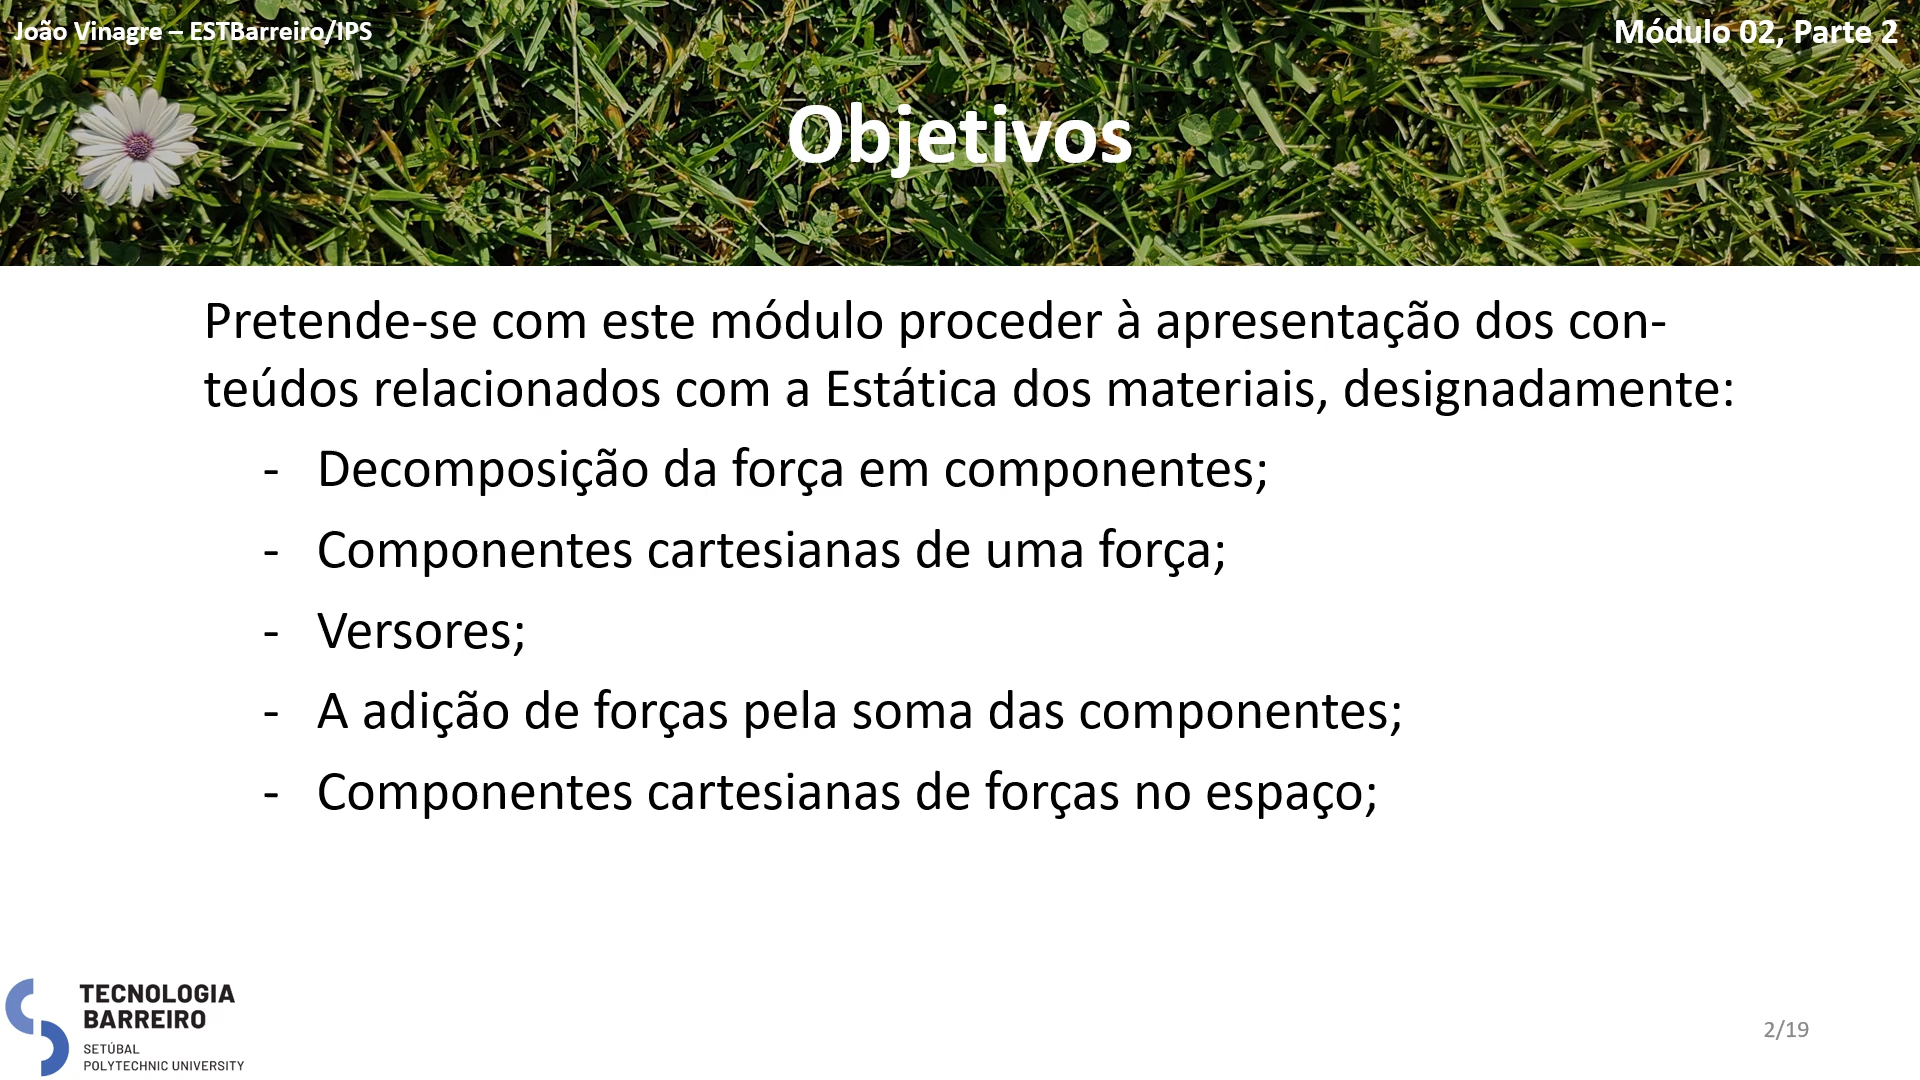 João Vinagre – ESTBarreiro/IPS
Módulo 02, Parte 2
Objetivos
Pretende-se com este módulo proceder à apresentação dos con-
teúdos relacionados com a Estática dos materiais, designadamente:
- Decomposição da força em componentes;
- Componentes cartesianas de uma força;
- Versores;
- A adição de forças pela soma das componentes;
- Componentes cartesianas de forças no espaço;
TECNOLOGIA
BARREIRO
SETÚBAL
POLYTECHNIC UNIVERSITY
2/19